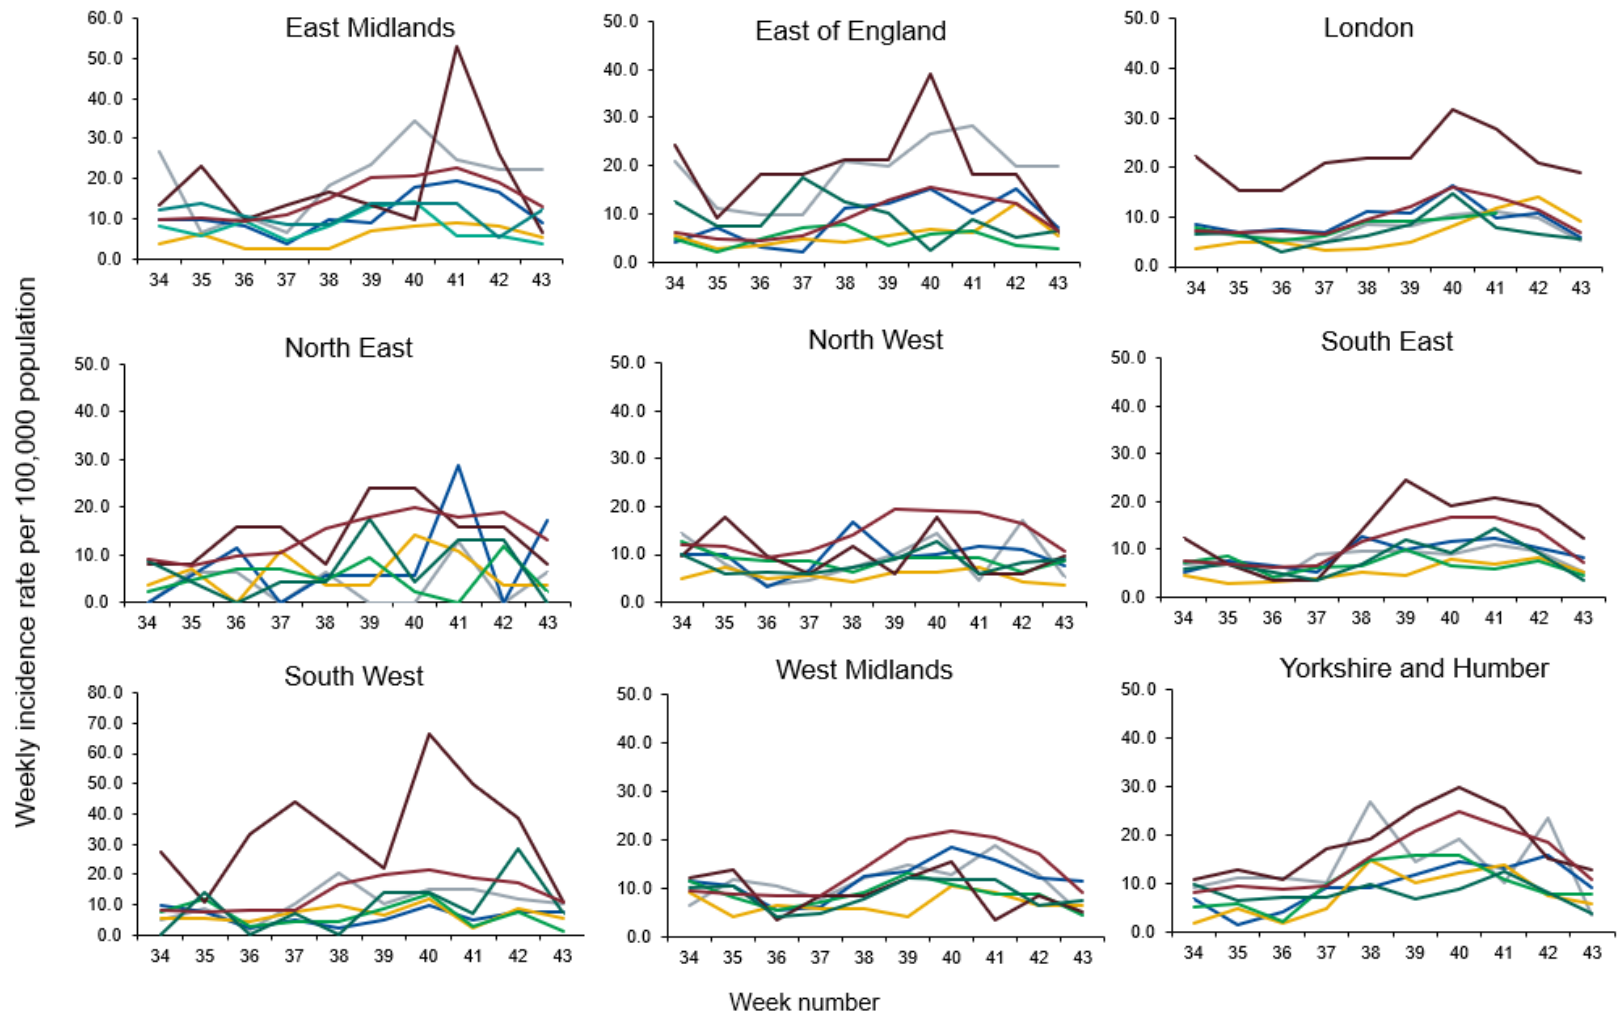 Weekly incidence rate per 100,000 population
East Midlands
60.0
50.0
40.0
30.0
20.0
10.0
0.0
34 35 36 37 38 39 40 41 42 43
East of England
50.0
40.0
30.0
20.0
10.0
0.0
34 35 36 37 38 39 40 41 42 43
London
50.0
40.0
30.0
20.0
10.0
0.0
34 35 36 37 38 39 40 41 42 43
North East
50.0
40.0
30.0
20.0
10.0
0.0
34 35 36 37 38 39 40 41 42 43
North West
50.0
40.0
30.0
20.0
10.0
0.0
34 35 36 37 38 39 40 41 42 43
South East
50.0
40.0
30.0
20.0
10.0
0.0
34 35 36 37 38 39 40 41 42 43
South West
80.0
70.0
60.0
50.0
40.0
30.0
20.0
10.0
0.0
34 35 36 37 38 39 40 41 42 43
West Midlands
50.0
40.0
30.0
20.0
10.0
0.0
34 35 36 37 38 39 40 41 42 43
Yorkshire and Humber
50.0
40.0
30.0
20.0
10.0
0.0
34 35 36 37 38 39 40 41 42 43
Week number